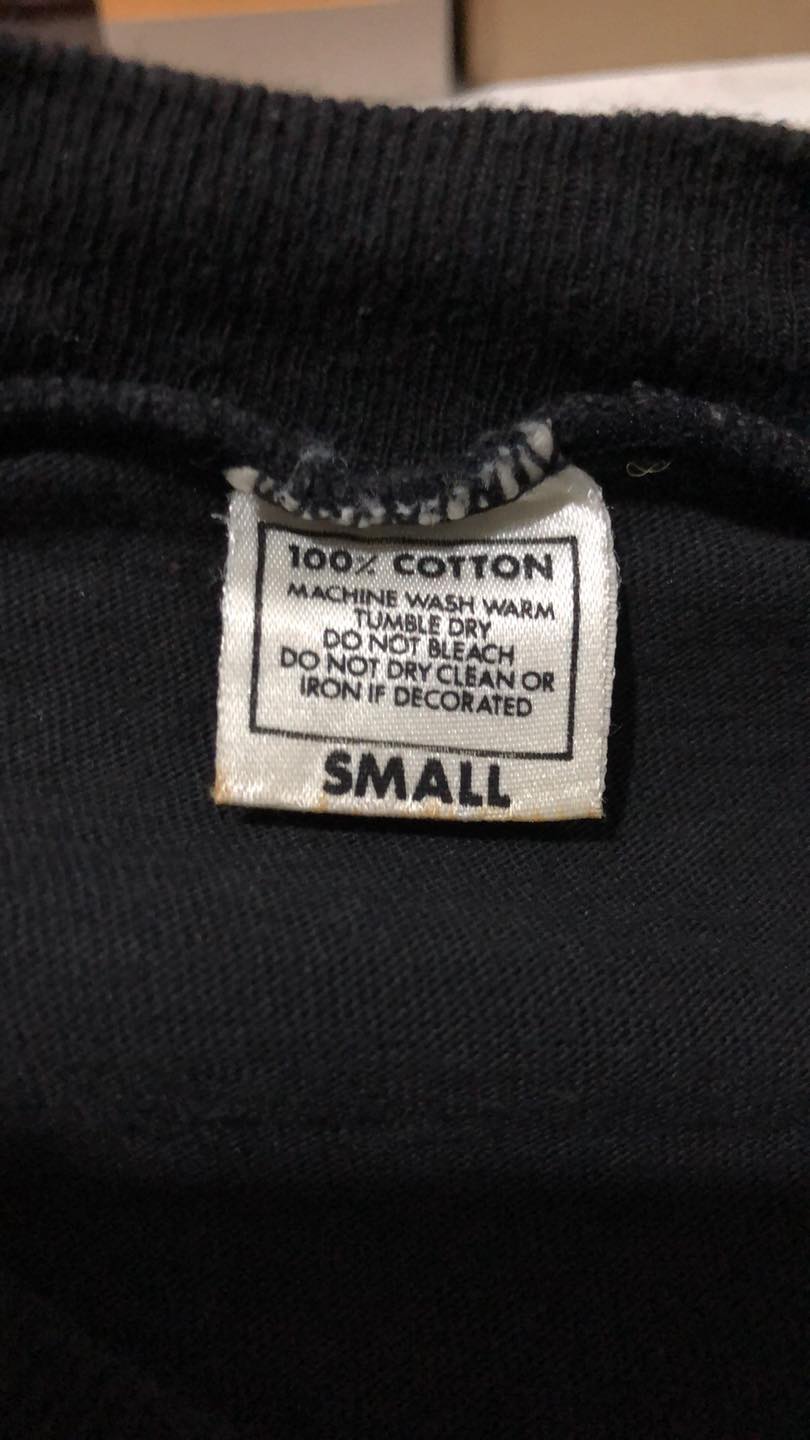 100% COTTON
MACHINE WASH WARM
TUMBLE DRY
DO NOT BLEACH
DO NOT DRY CLEAN OR
IRON IF DECORATED
SMALL